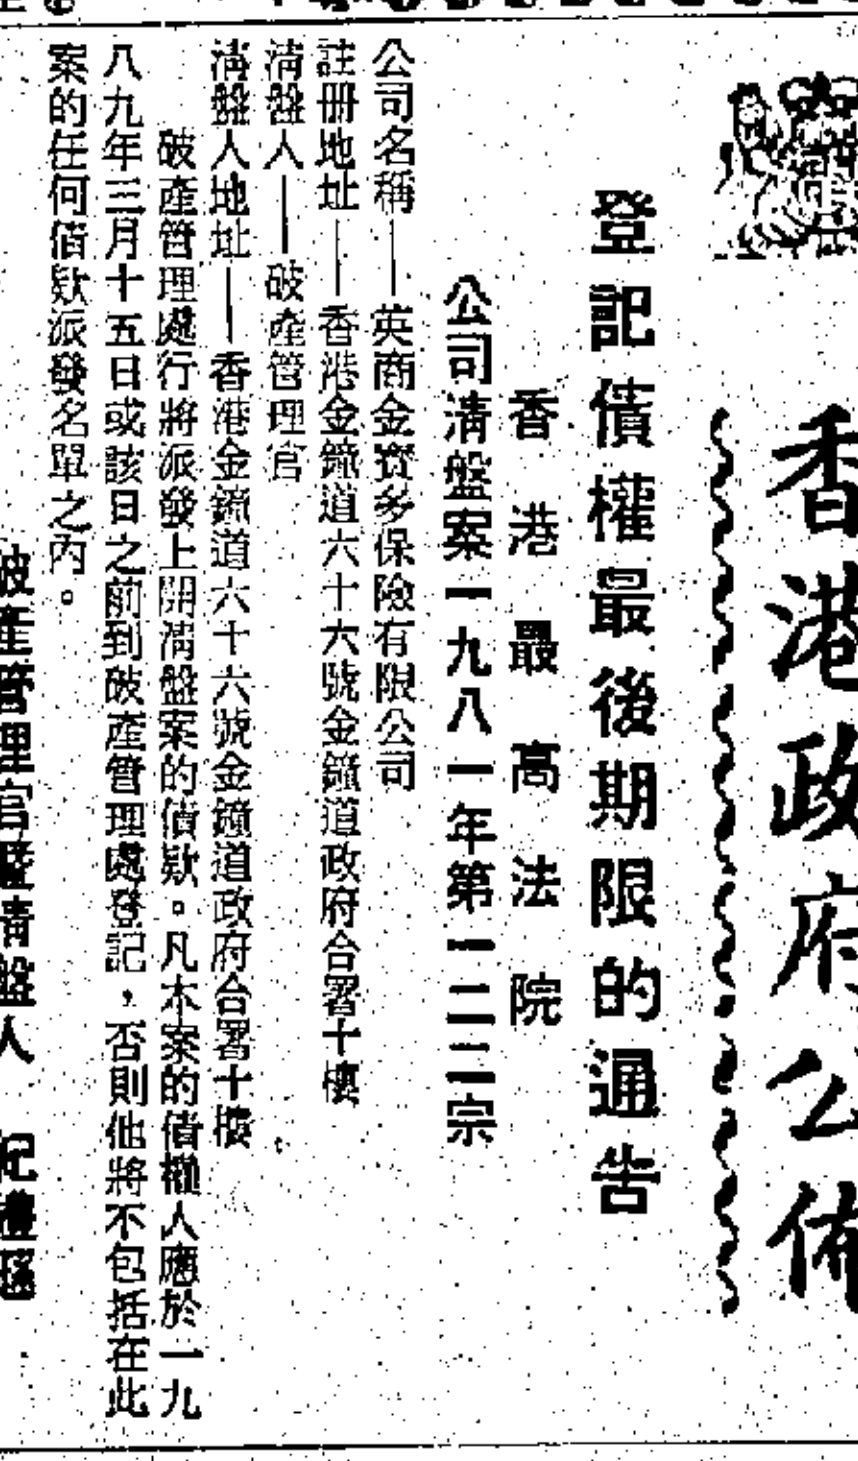 香港政府公佈
登記債權最後期限的通告
香港最高法院
公司清盤案一九八一年第一二二宗
公司名稱——英商金寶多保險有限公司
註冊地址——香港金鐘道六十六號金鐘道政府合署十樓
清盤人——破產管理官
清盤人地址——香港金鐘道六十六號金鐘道政府合署十樓
破產管理處行將派發上開清盤案的債欵。凡本案的債權人應於一九
八九年三月十五日或該日之前到破產管理處登記，否則他將不包括在此
案的任何債欵派發名單之內。
破產管理官暨清盤人 紀禮遜